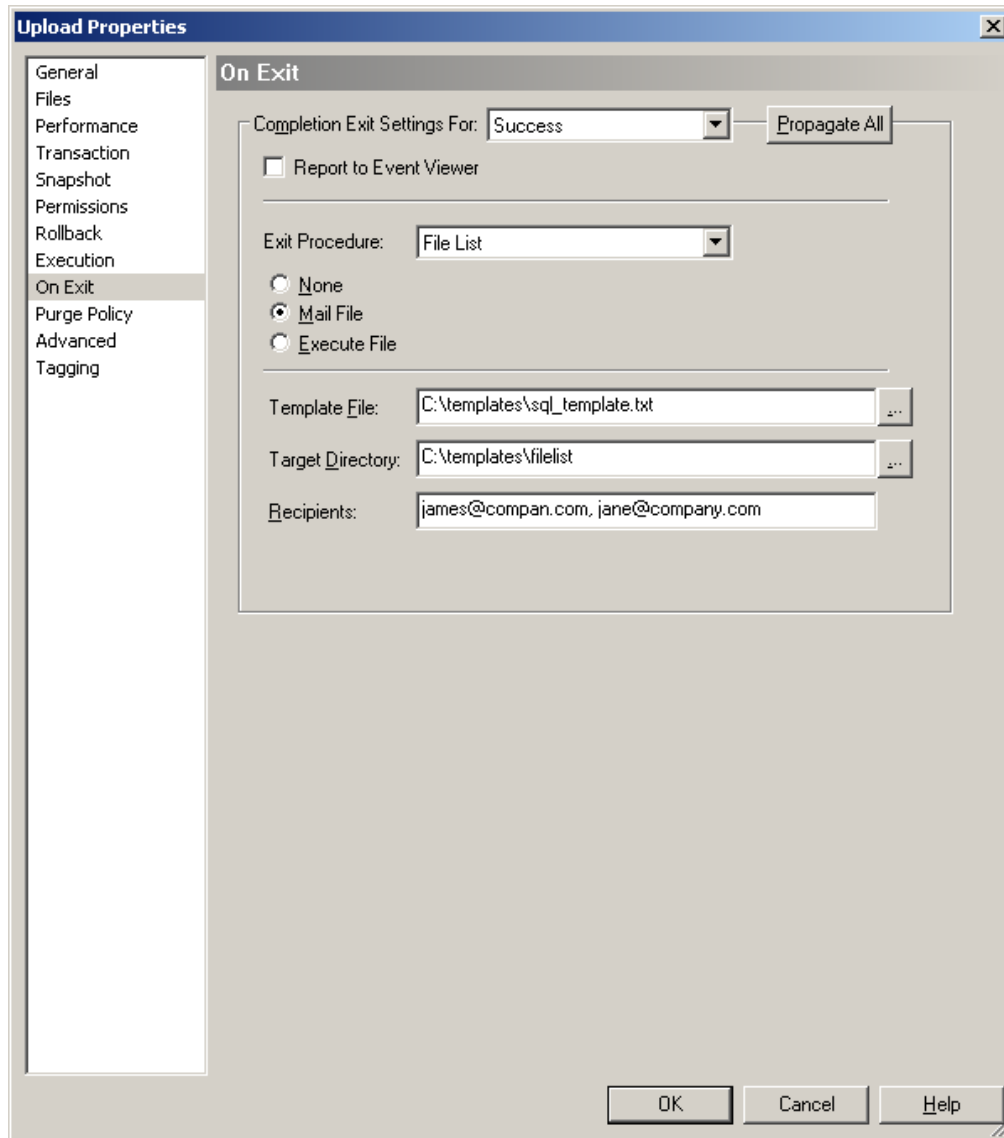 Upload Properties
General
Files
Performance
Transaction
Snapshot
Permissions
Rollback
Execution
On Exit
Purge Policy
Advanced
Tagging
On Exit
Completion Exit Settings For: Success Propagate All
Report to Event Viewer
Exit Procedure: File List
None
Mail File
Execute File
Template File: C:\templates\sql_template.txt ...
Target Directory: C:\templates\filelist ...
Recipients: james@compan.com, jane@company.com
OK Cancel Help